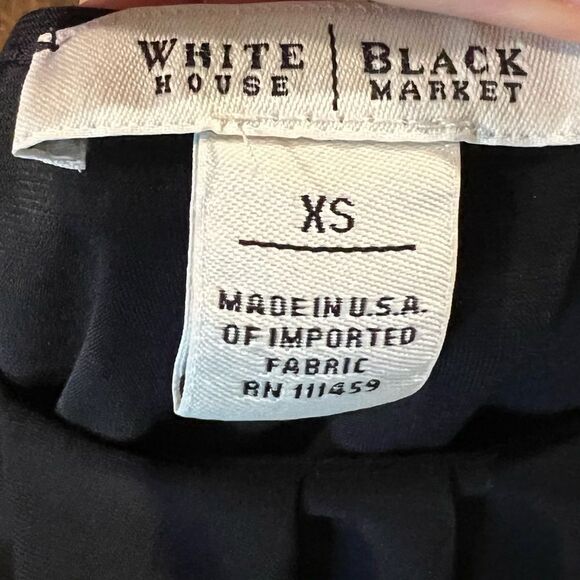 WHITE HOUSE | BLACK MARKET
XS
MADE IN U.S.A.
OF IMPORTED
FABRIC
RN 111459